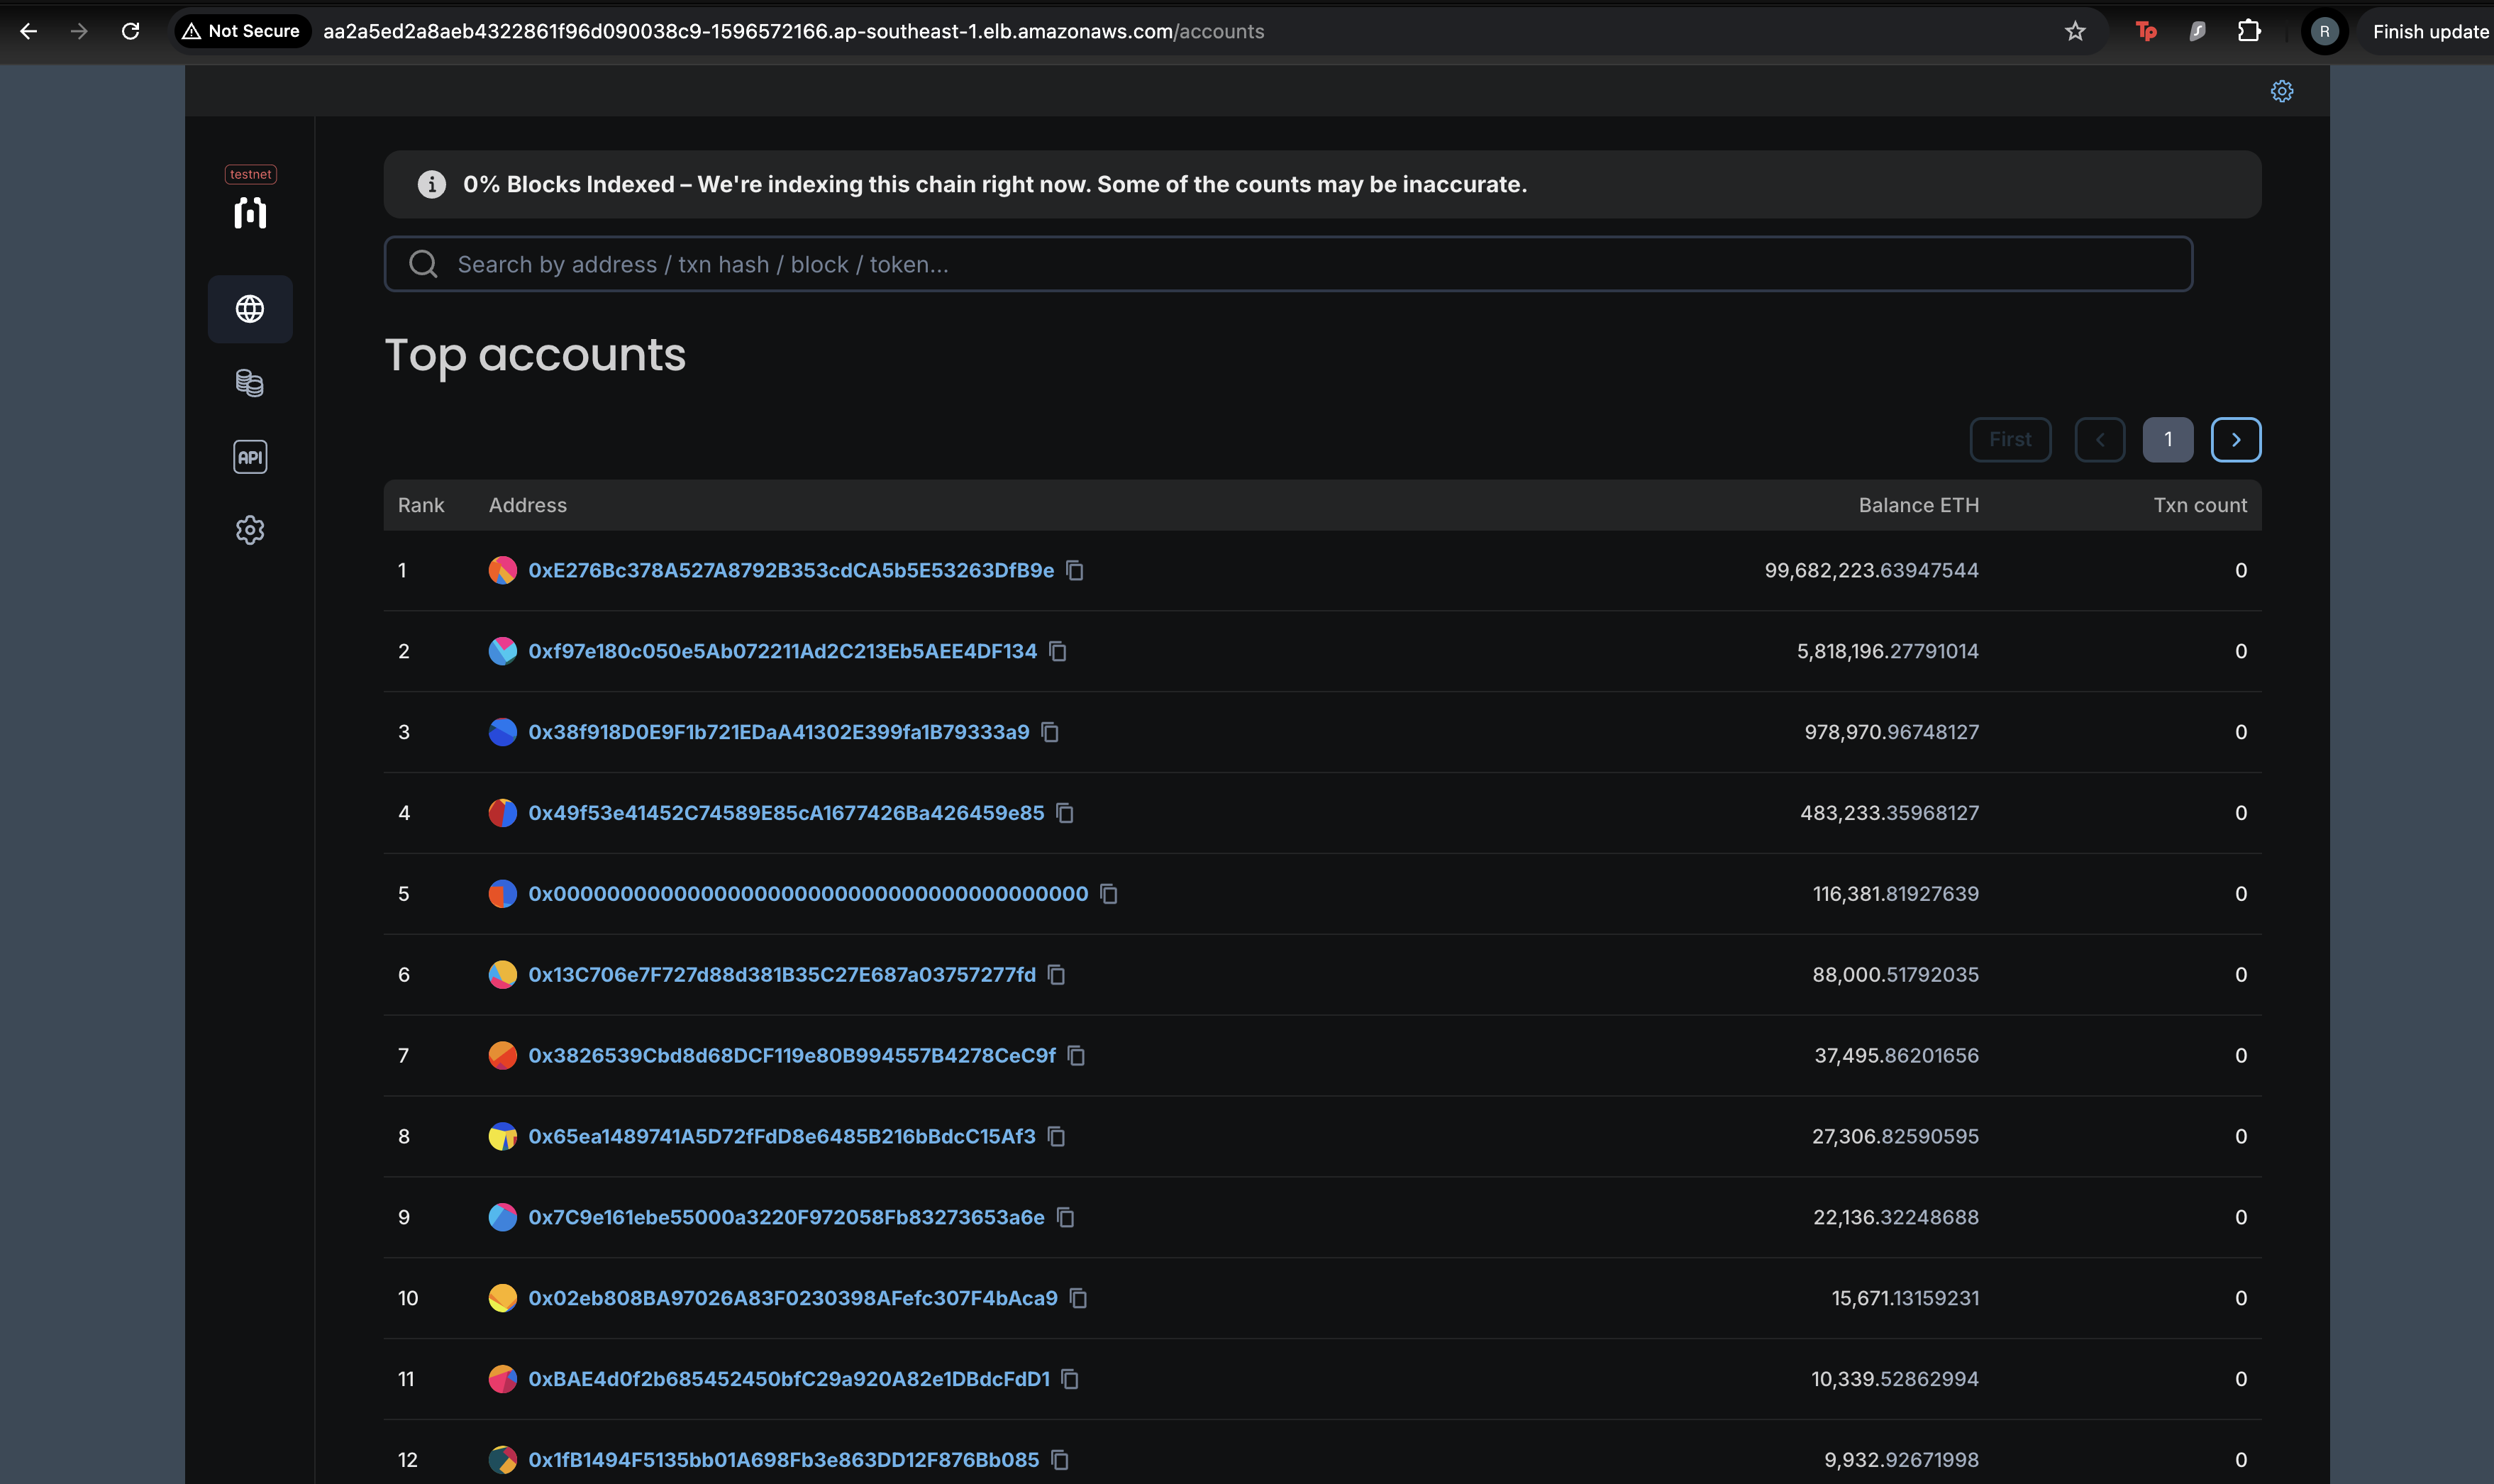 Not Secure aa2a5ed2a8aeb4322861f96d090038c9-1596572166.ap-southeast-1.elb.amazonaws.com/accounts Tp R Finish update
testnet
0% Blocks Indexed – We're indexing this chain right now. Some of the counts may be inaccurate.
Search by address / txn hash / block / token...
API
Top accounts
First 1
Rank Address Balance ETH Txn count
1 0xE276Bc378A527A8792B353cdCA5b5E53263DfB9e 99,682,223.63947544 0
2 0xf97e180c050e5Ab072211Ad2C213Eb5AEE4DF134 5,818,196.27791014 0
3 0x38f918D0E9F1b721EDaA41302E399fa1B79333a9 978,970.96748127 0
4 0x49f53e41452C74589E85cA1677426Ba426459e85 483,233.35968127 0
5 0x0000000000000000000000000000000000000000 116,381.81927639 0
6 0x13C706e7F727d88d381B35C27E687a03757277fd 88,000.51792035 0
7 0x3826539Cbd8d68DCF119e80B994557B4278CeC9f 37,495.86201656 0
8 0x65ea1489741A5D72fFdD8e6485B216bBdcC15Af3 27,306.82590595 0
9 0x7C9e161ebe55000a3220F972058Fb83273653a6e 22,136.32248688 0
10 0x02eb808BA97026A83F0230398AFefc307F4bAca9 15,671.13159231 0
11 0xBAE4d0f2b685452450bfC29a920A82e1DBdcFdD1 10,339.52862994 0
12 0x1fB1494F5135bb01A698Fb3e863DD12F876Bb085 9,932.92671998 0